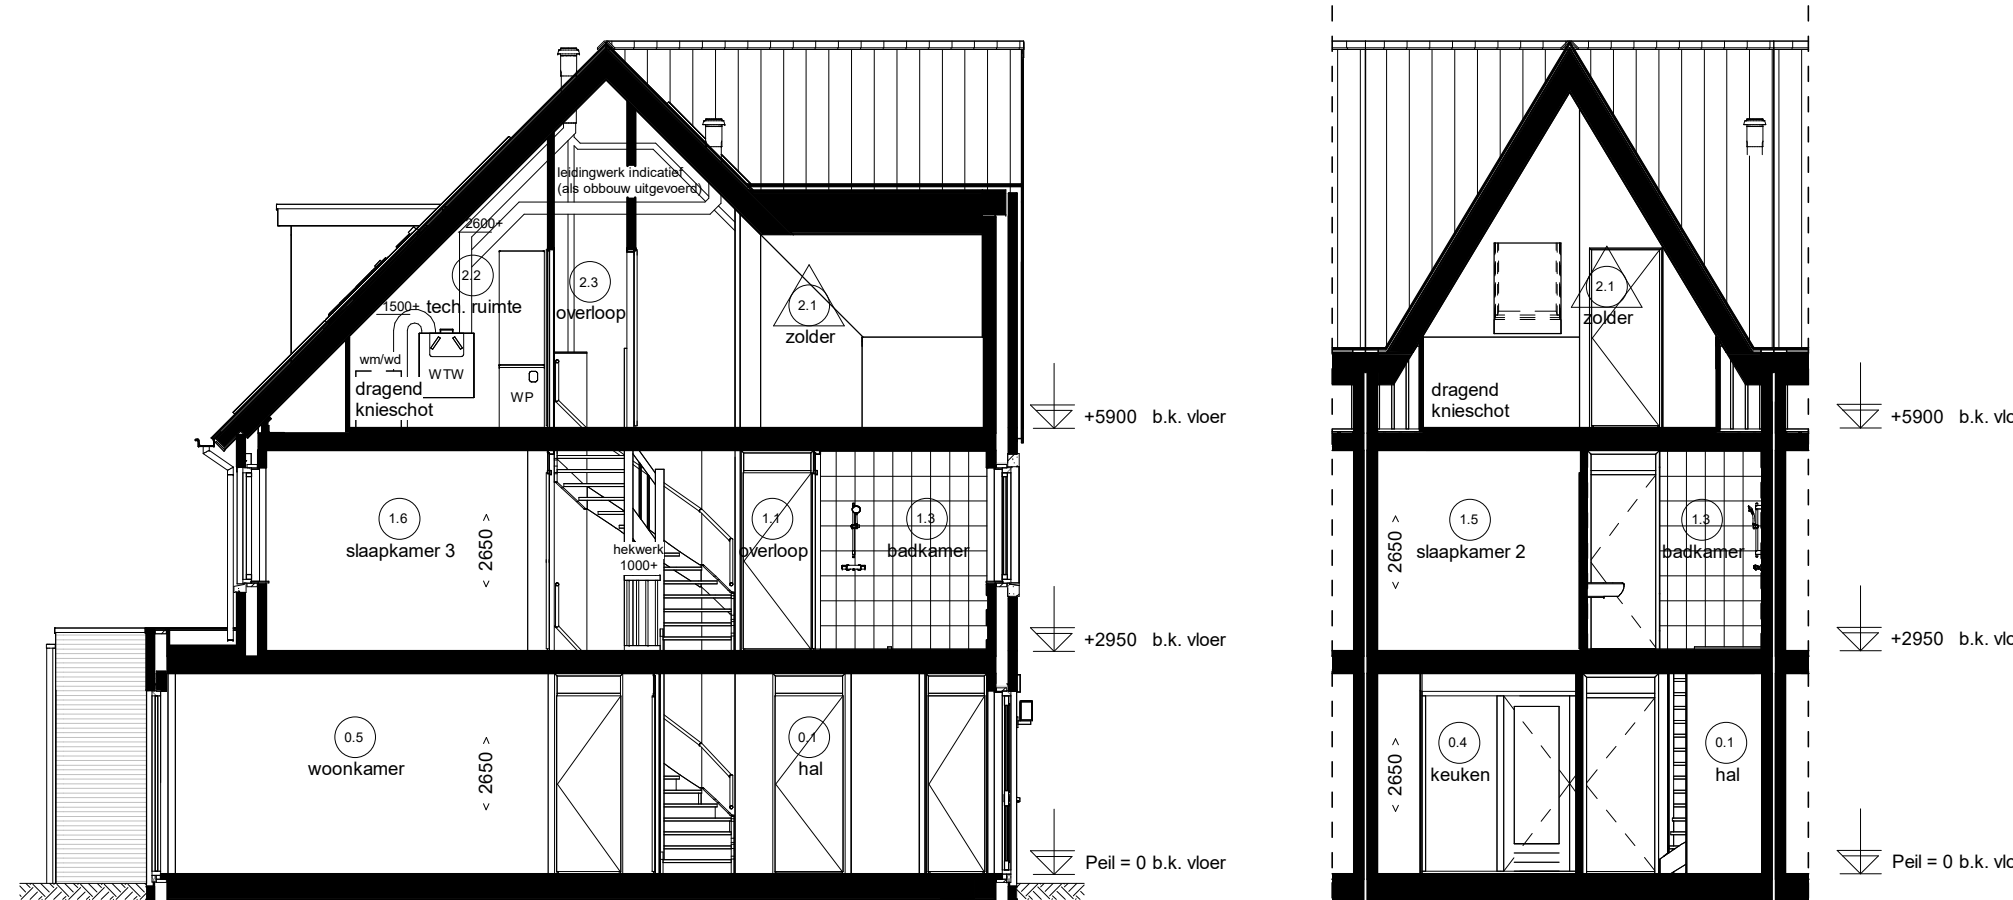 leidingwerk indicatief
(als obbouw uitgevoerd)
2600+
2.2
tech. ruimte
1500+
2.3
overloop
2.1
zolder
wm/wd
WTW
WP
dragend
knieschot
+5900 b.k. vloer
1.6
slaapkamer 3
< 2650 >
hekwerk
1000+
1.1
overloop
1.3
badkamer
+2950 b.k. vloer
0.5
woonkamer
< 2650 >
0.1
hal
Peil = 0 b.k. vloer
2.1
zolder
dragend
knieschot
+5900 b.k. vlo
< 2650 >
1.5
slaapkamer 2
1.3
badkamer
+2950 b.k. vlo
< 2650 >
0.4
keuken
0.1
hal
Peil = 0 b.k. vlo